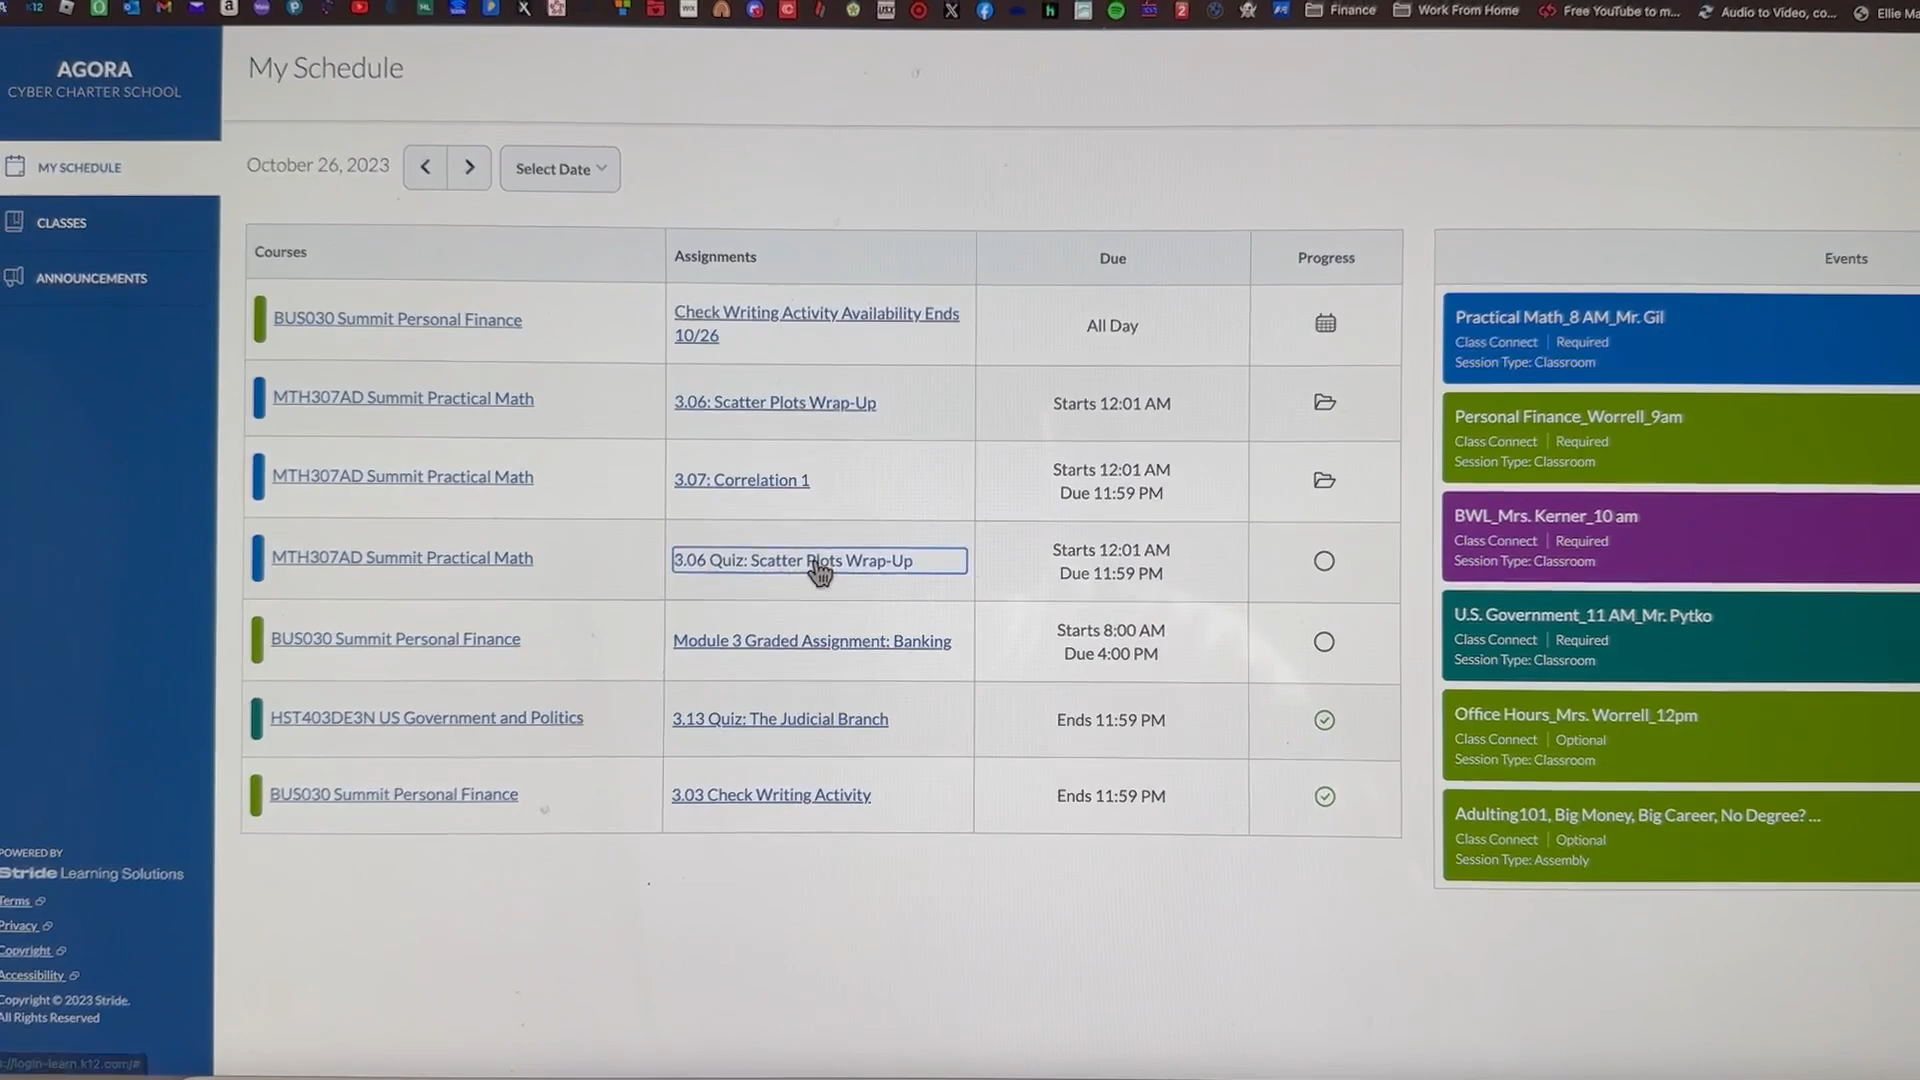 Finance
Work From Home
Free YouTube to m...
Audio to Video, co...
Ellie Ma
AGORA
CYBER CHARTER SCHOOL
MY SCHEDULE
CLASSES
ANNOUNCEMENTS
My Schedule
October 26, 2023
Select Date
Courses
Assignments
Due
Progress
BUS030 Summit Personal Finance
Check Writing Activity Availability Ends
10/26
All Day
MTH307AD Summit Practical Math
3.06: Scatter Plots Wrap-Up
Starts 12:01 AM
MTH307AD Summit Practical Math
3.07: Correlation 1
Starts 12:01 AM
Due 11:59 PM
MTH307AD Summit Practical Math
3.06 Quiz: Scatter Plots Wrap-Up
Starts 12:01 AM
Due 11:59 PM
BUS030 Summit Personal Finance
Module 3 Graded Assignment: Banking
Starts 8:00 AM
Due 4:00 PM
HST403DE3N US Government and Politics
3.13 Quiz: The Judicial Branch
Ends 11:59 PM
BUS030 Summit Personal Finance
3.03 Check Writing Activity
Ends 11:59 PM
Events
Practical Math_8 AM_Mr. Gil
Class Connect | Required
Session Type: Classroom
Personal Finance_Worrell_9am
Class Connect | Required
Session Type: Classroom
BWL_Mrs. Kerner_10 am
Class Connect | Required
Session Type: Classroom
U.S. Government_11 AM_Mr. Pytko
Class Connect | Required
Session Type: Classroom
Office Hours_Mrs. Worrell_12pm
Class Connect | Optional
Session Type: Classroom
Adulting101, Big Money, Big Career, No Degree? ...
Class Connect | Optional
Session Type: Assembly
POWERED BY
Stride Learning Solutions
Terms
Privacy
Copyright
Accessibility
Copyright © 2023 Stride.
All Rights Reserved
://login-learn.k12.com/#